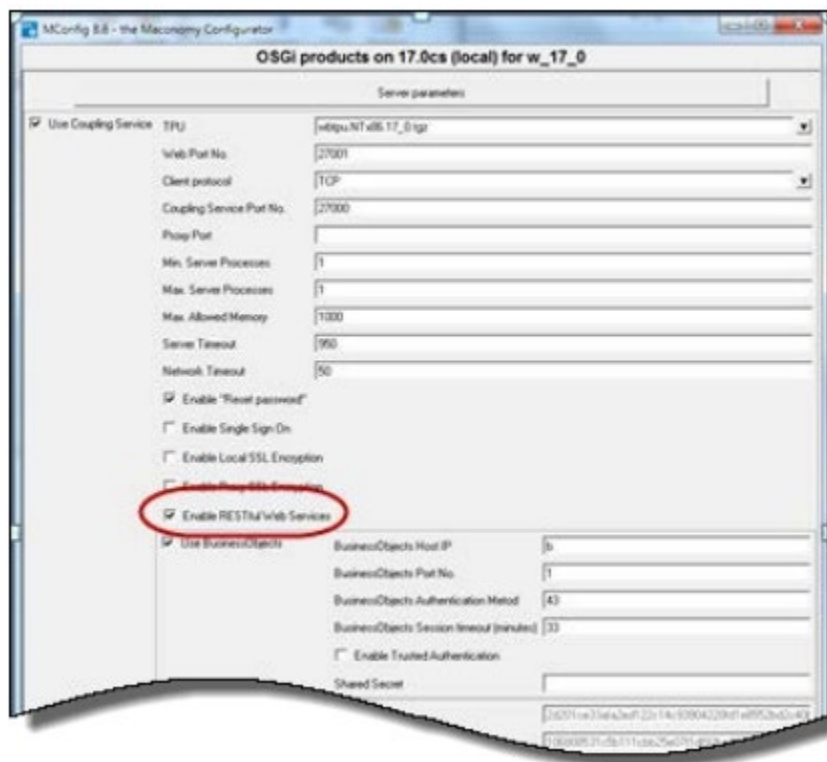 MConfig 8.6 - the Maconomy Configurator
OSGi products on 17.0cs (local) for w_17_0
Server parameters
Use Coupling Service TPU
Web Port No. 27001
Client protocol TCP
Coupling Service Port No. 27000
Proxy Port
Min. Server Processes 1
Max. Server Processes 1
Max. Allowed Memory 1000
Server Timeout 950
Network Timeout 50
Enable "Reset password"
Enable Single Sign On
Enable Local SSL Encryption
Enable Proxy SSL Encryption
Enable RESTful Web Services
Use BusinessObjects BusinessObjects Host IP b
BusinessObjects Port No. 1
BusinessObjects Authentication Metod 43
BusinessObjects Session timeout (minutes) 33
Enable Trusted Authentication
Shared Secret